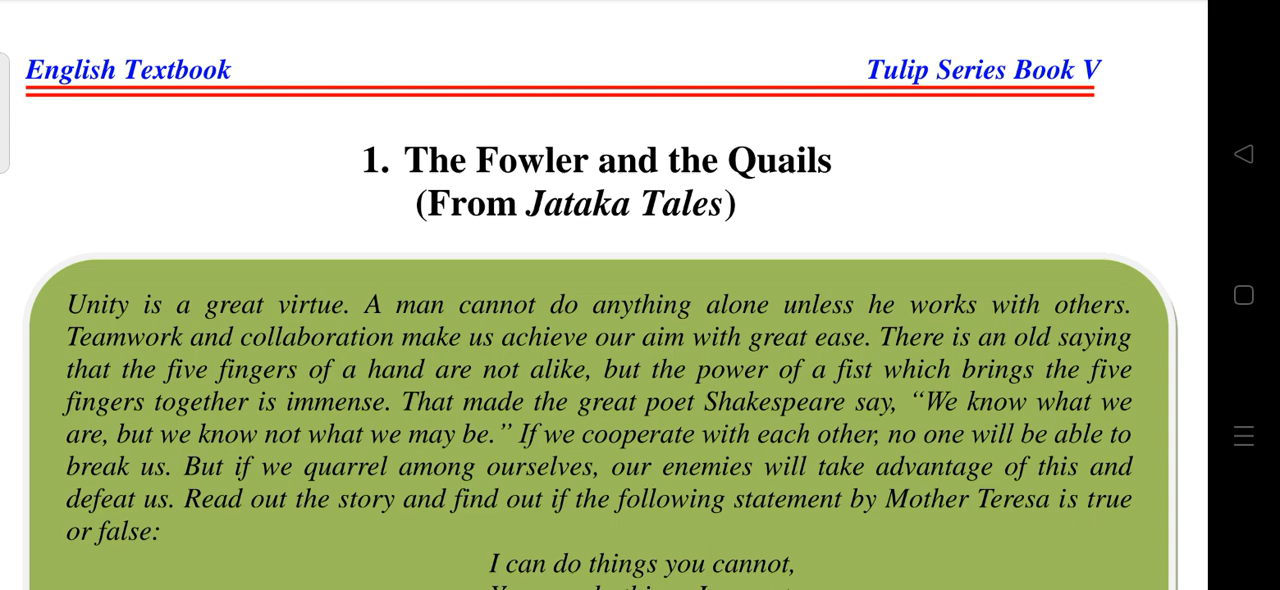 English Textbook Tulip Series Book V
1. The Fowler and the Quails
(From Jataka Tales)
Unity is a great virtue. A man cannot do anything alone unless he works with others.
Teamwork and collaboration make us achieve our aim with great ease. There is an old saying
that the five fingers of a hand are not alike, but the power of a fist which brings the five
fingers together is immense. That made the great poet Shakespeare say, “We know what we
are, but we know not what we may be.” If we cooperate with each other, no one will be able to
break us. But if we quarrel among ourselves, our enemies will take advantage of this and
defeat us. Read out the story and find out if the following statement by Mother Teresa is true
or false:
I can do things you cannot,